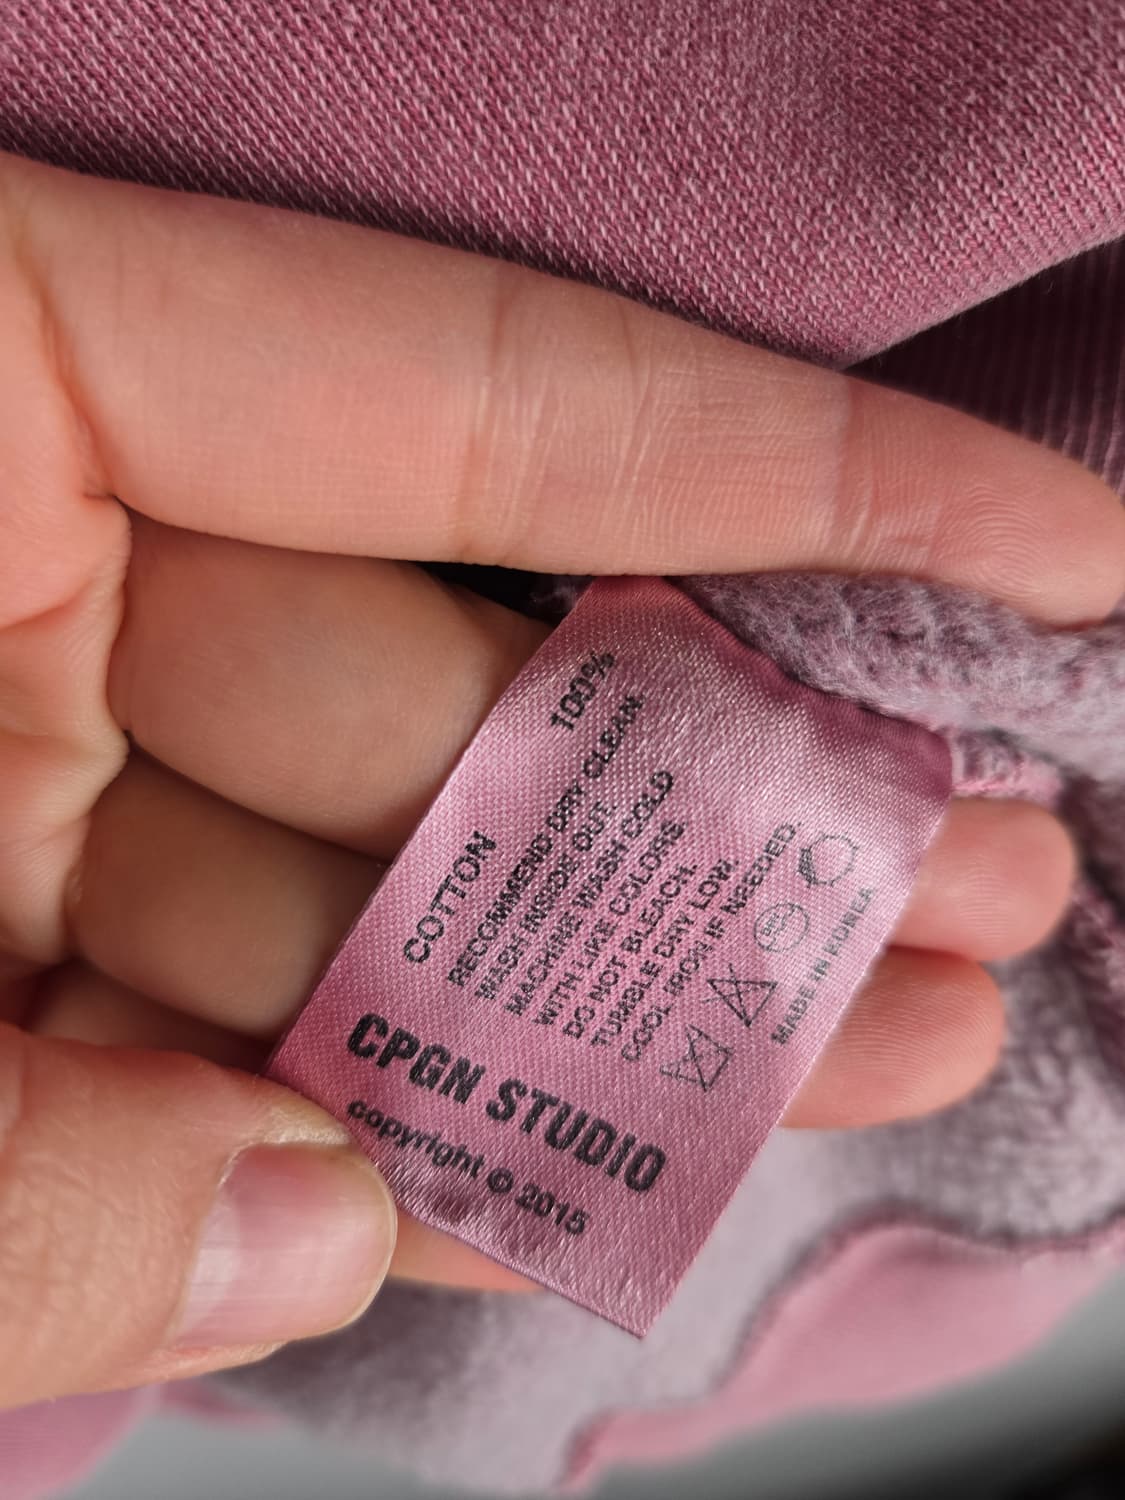 COTTON 100%
RECOMMEND DRY CLEAN
WASH INSIDE OUT.
MACHINE WASH COLD
WITH LIKE COLORS
DO NOT BLEACH.
TUMBLE DRY LOW.
COOL IRON IF NEEDED.
MADE IN KOREA
CPGN STUDIO
copyright © 2015